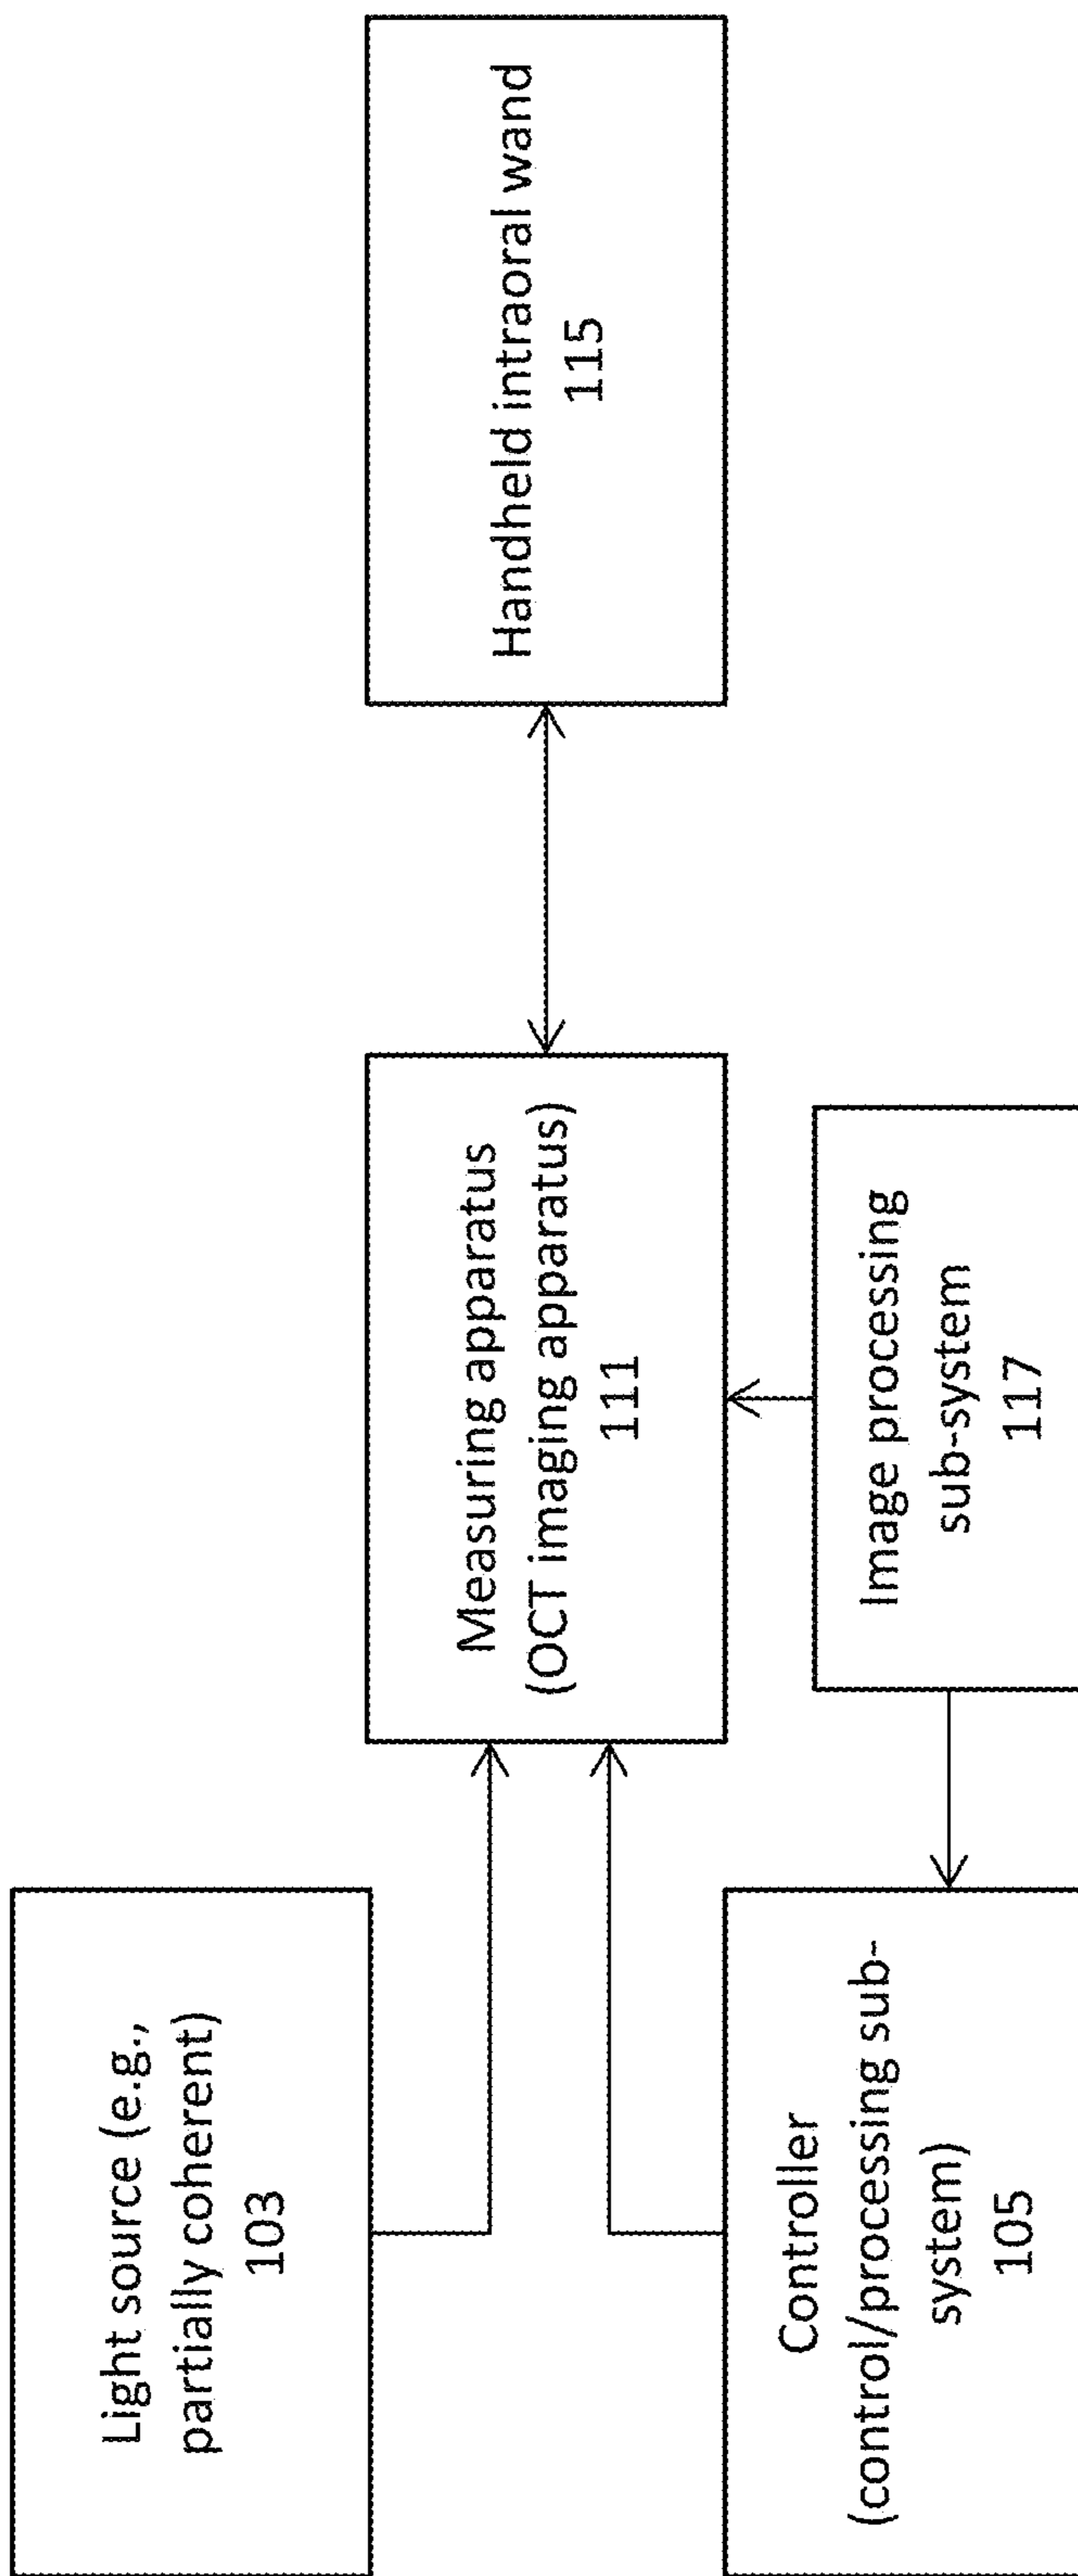 Light source (e.g.,
partially coherent)
103
Measuring apparatus
(OCT imaging apparatus)
111
Handheld intraoral wand
115
Controller
(control/processing sub-
system)
105
Image processing
sub-system
117